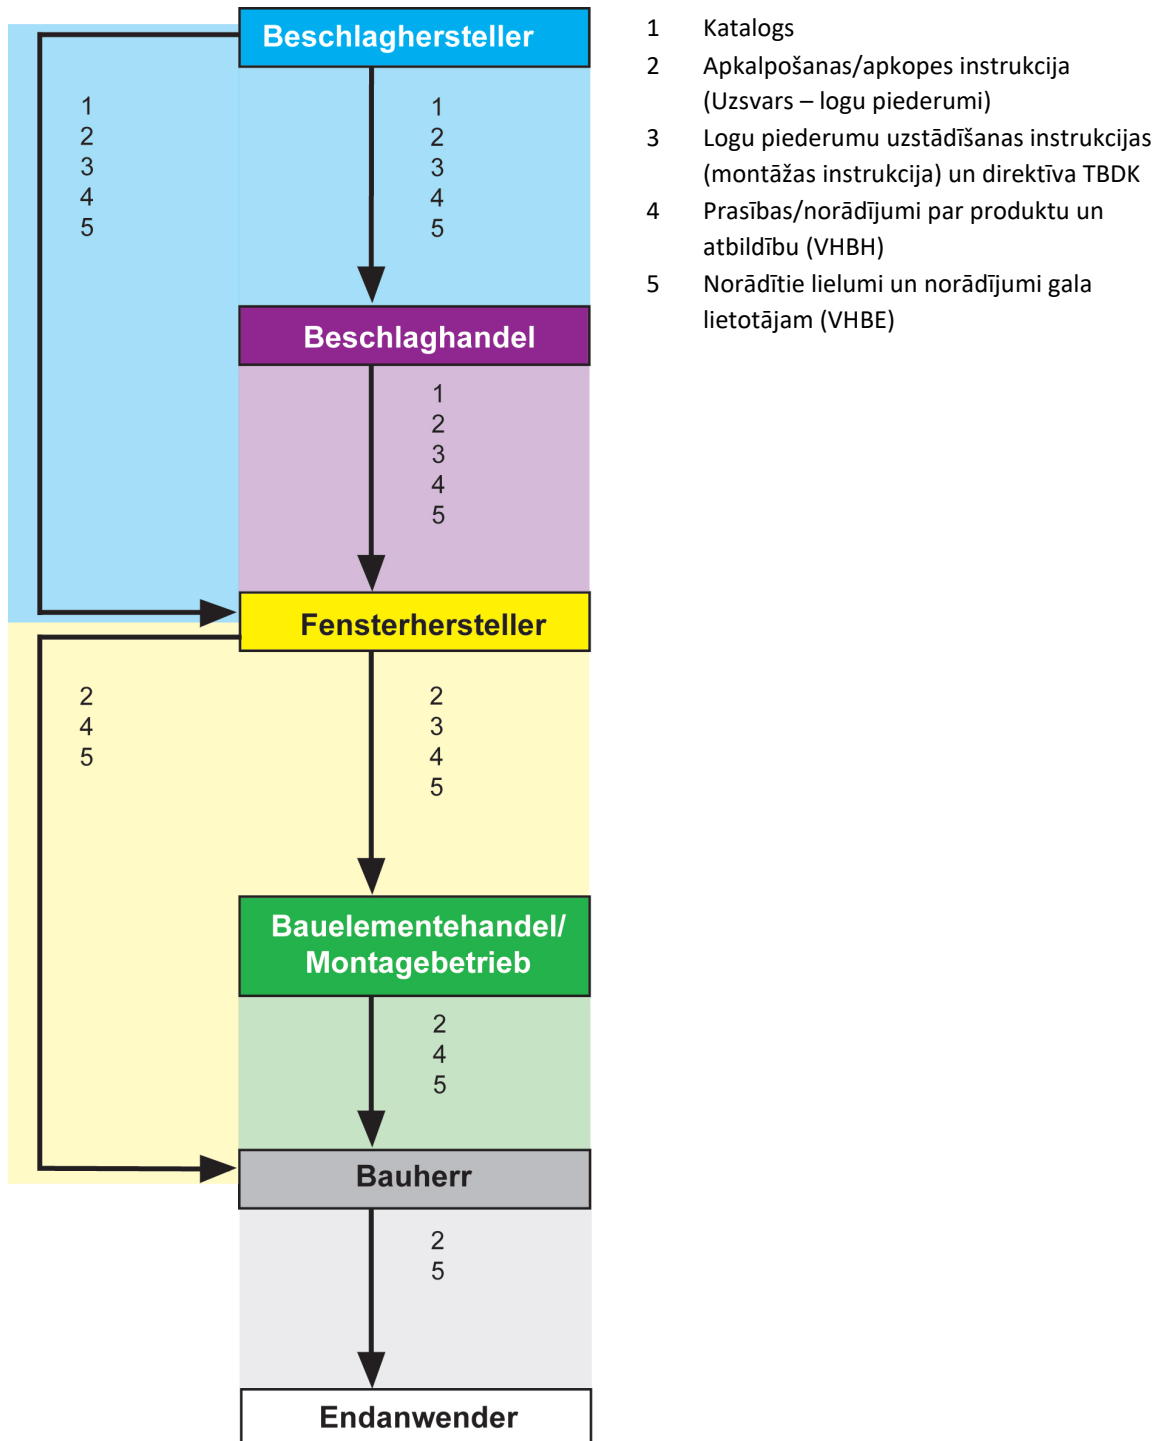 Beschlaghersteller
1
2
3
4
5
1
2
3
4
5
Beschlaghandel
1
2
3
4
5
Fensterhersteller
2
4
5
2
3
4
5
Bauelementehandel/
Montagebetrieb
2
4
5
Bauherr
2
5
Endanwender
1 Katalogs
2 Apkalpošanas/apkopes instrukcija
(Uzsvars – logu piederumi)
3 Logu piederumu uzstādīšanas instrukcijas
(montāžas instrukcija) un direktīva TBDK
4 Prasības/norādījumi par produktu un
atbildību (VHBH)
5 Norādītie lielumi un norādījumi gala
lietotājam (VHBE)